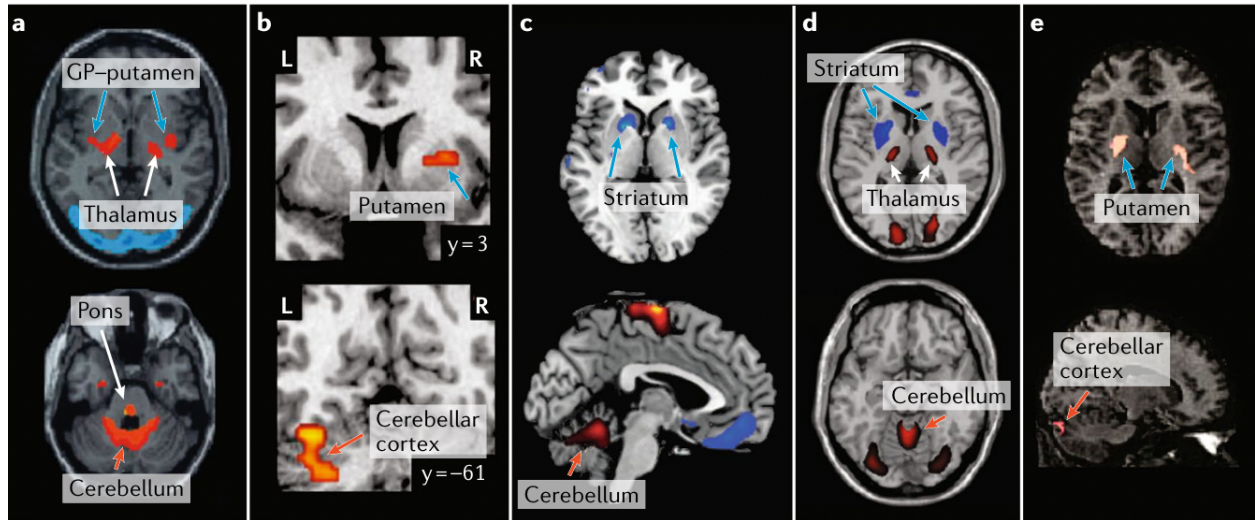 a
GP–putamen
Thalamus
Pons
Cerebellum
b
L
R
Putamen
y = 3
L
R
Cerebellar
cortex
y = –61
c
Striatum
Cerebellum
d
Striatum
Thalamus
Cerebellum
e
Putamen
Cerebellar
cortex